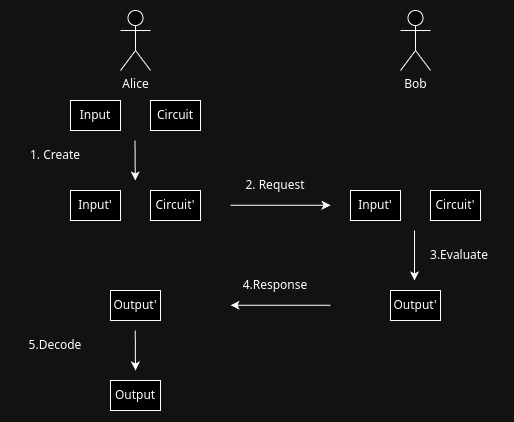 Alice
Bob
Input
Circuit
1. Create
Input'
Circuit'
2. Request
Input'
Circuit'
3.Evaluate
4.Response
Output'
Output'
5.Decode
Output